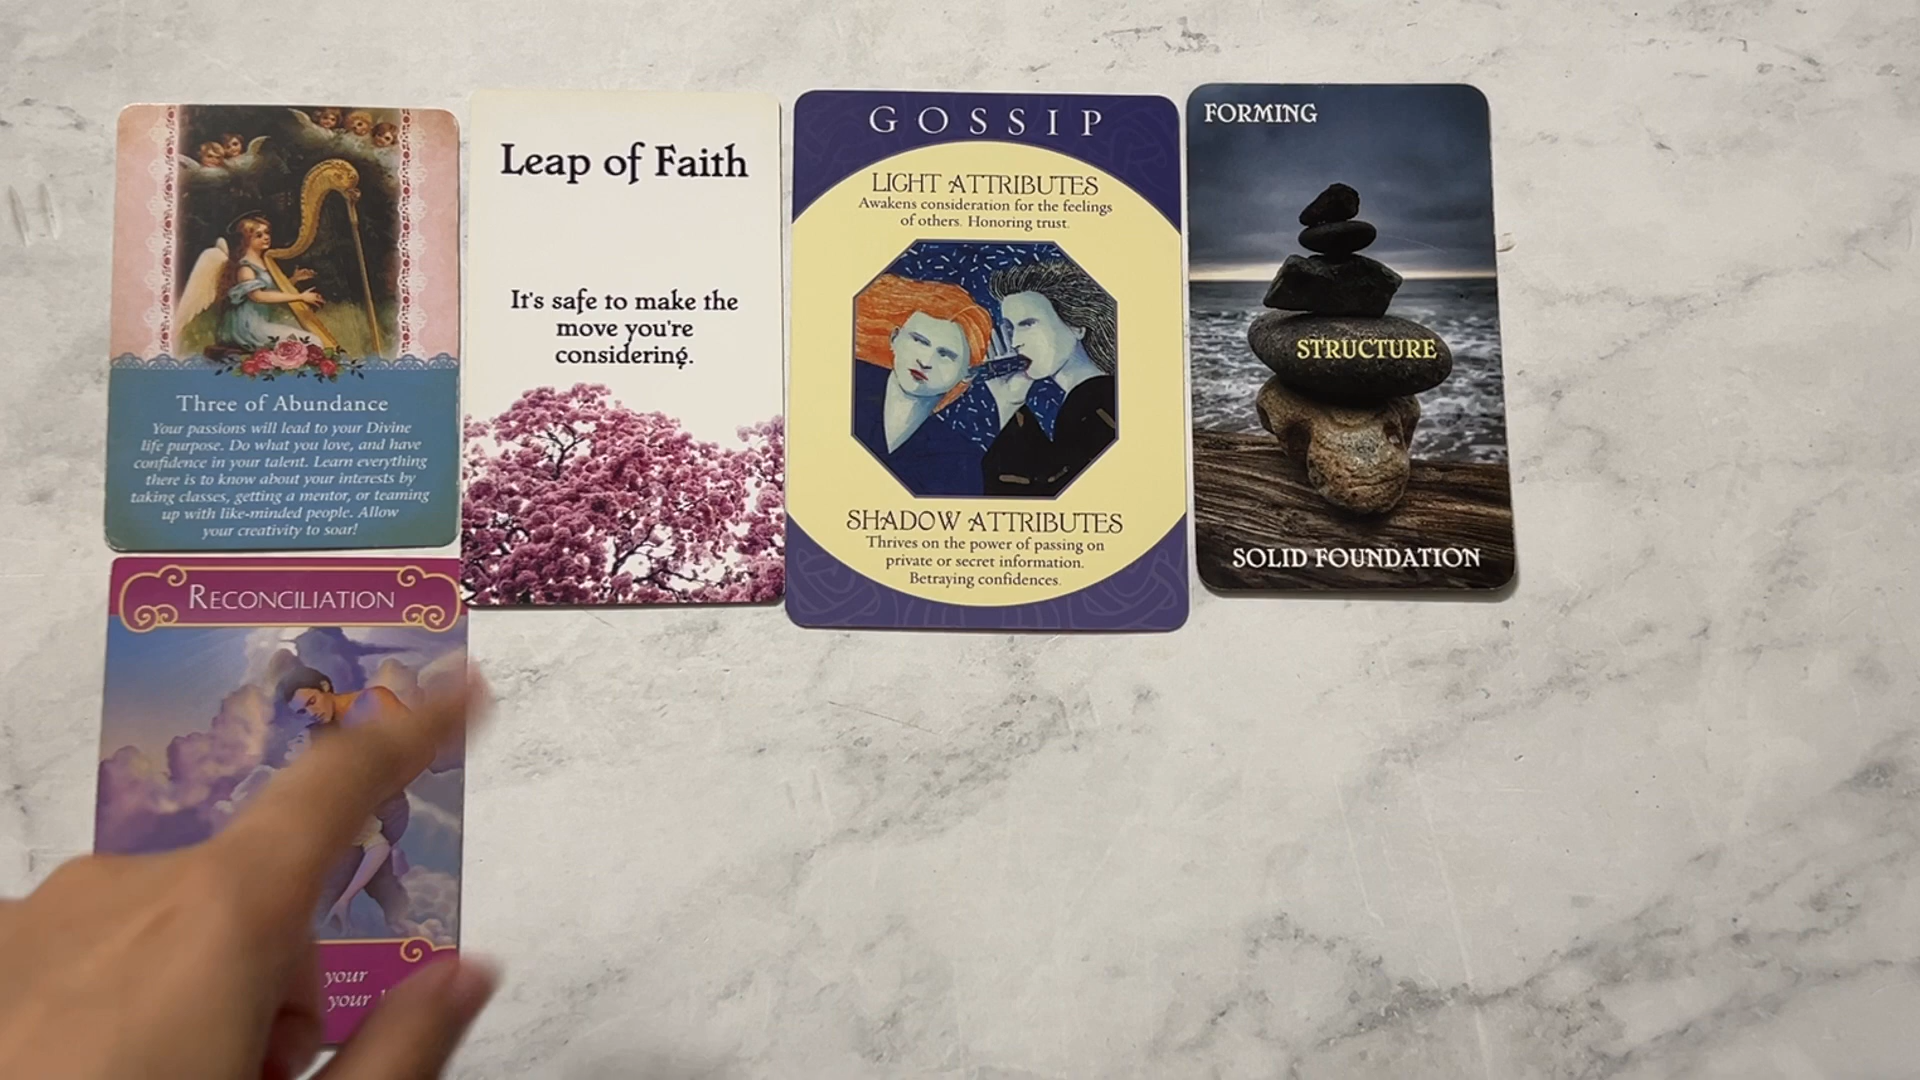 Three of Abundance
Your passions will lead to your Divine
life purpose. Do what you love, and have
confidence in your talent. Learn everything
there is to know about your interests by
taking classes, getting a mentor, or teaming
up with like-minded people. Allow
your creativity to soar!
Leap of Faith
It's safe to make the
move you're
considering.
GOSSIP
LIGHT ATTRIBUTES
Awakens consideration for the feelings
of others. Honoring trust.
SHADOW ATTRIBUTES
Thrives on the power of passing on
private or secret information.
Betraying confidences.
FORMING
STRUCTURE
SOLID FOUNDATION
RECONCILIATION
your
your